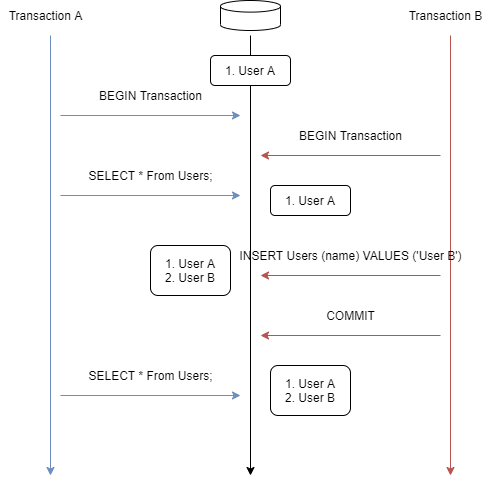 Transaction A
Transaction B
1. User A
BEGIN Transaction
BEGIN Transaction
SELECT * From Users;
1. User A
INSERT Users (name) VALUES ('User B')
1. User A
2. User B
COMMIT
SELECT * From Users;
1. User A
2. User B